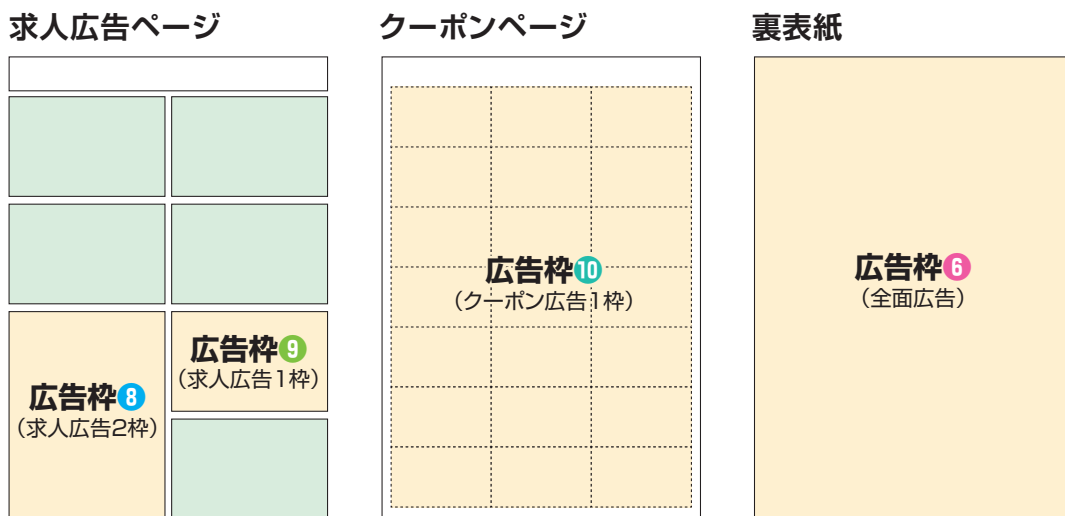 求人広告ページ
広告枠8
（求人広告2枠）
広告枠9
（求人広告1枠）
クーポンページ
広告枠10
（クーポン広告1枠）
裏表紙
広告枠6
（全面広告）